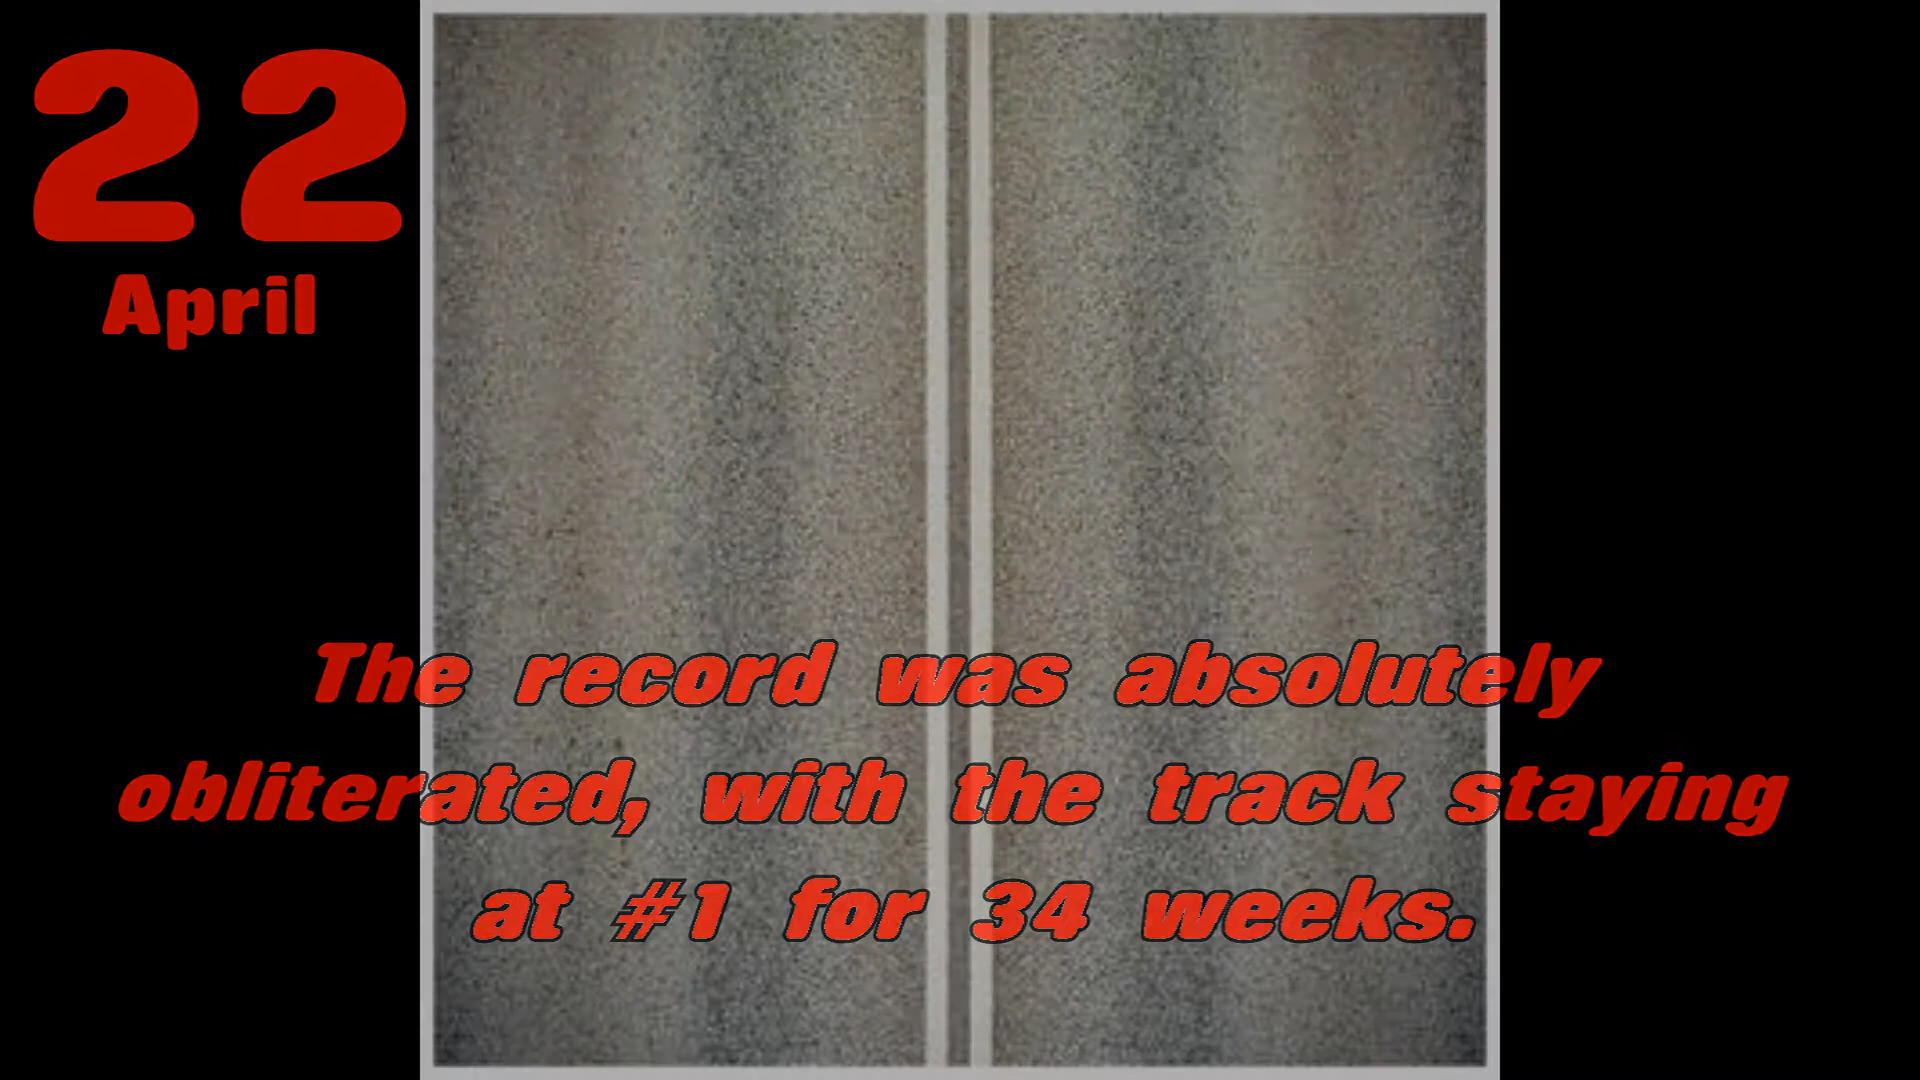 22
April
The record was absolutely
obliterated, with the track staying
at #1 for 34 weeks.